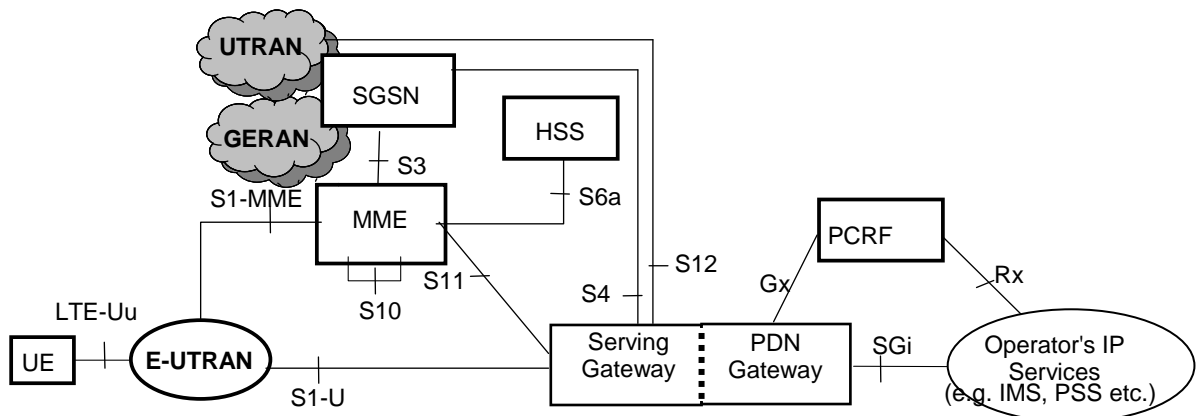 UTRAN
SGSN
GERAN
HSS
S3
S1-MME
S6a
MME
PCRF
S11
S12
Gx
Rx
S10
S4
LTE-Uu
UE
E-UTRAN
Serving
Gateway
PDN
Gateway
SGi
Operator's IP
Services
(e.g. IMS, PSS etc.)
S1-U